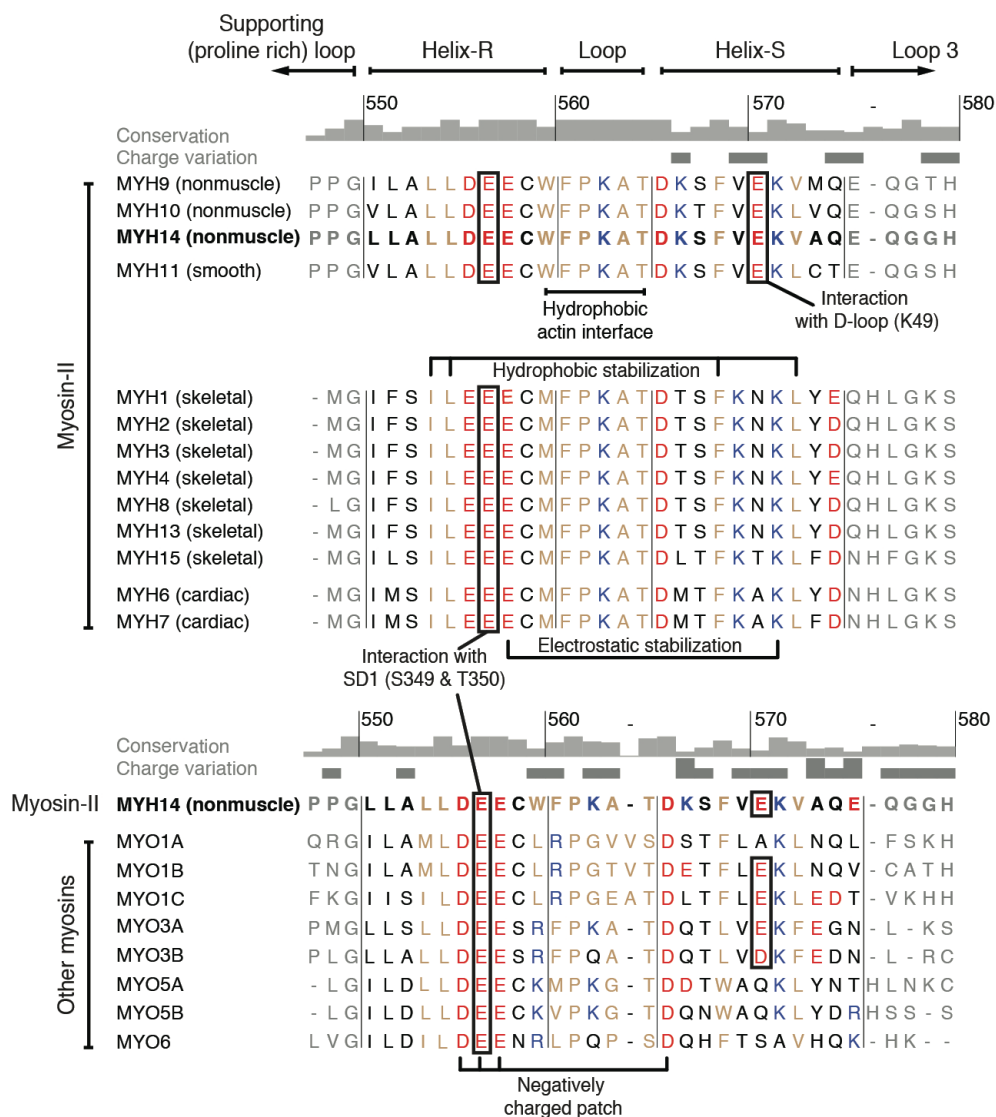 Supporting
(proline rich) loop
Helix-R
Loop
Helix-S
Loop 3
550 560 570 - 580
Conservation
Charge variation
MYH9 (nonmuscle) P P G I L A L L D E E C W F P K A T D K S F V E K V M Q E - Q G T H
MYH10 (nonmuscle) P P G V L A L L D E E C W F P K A T D K T F V E K L V Q E - Q G S H
MYH14 (nonmuscle) P P G L L A L L D E E C W F P K A T D K S F V E K V A Q E - Q G G H
MYH11 (smooth) P P G V L A L L D E E C W F P K A T D K S F V E K L C T E - Q G S H
Hydrophobic
actin interface
Interaction
with D-loop (K49)
Myosin-II
Hydrophobic stabilization
MYH1 (skeletal) - M G I F S I L E E E C M F P K A T D T S F K N K L Y E Q H L G K S
MYH2 (skeletal) - M G I F S I L E E E C M F P K A T D T S F K N K L Y D Q H L G K S
MYH3 (skeletal) - M G I F S I L E E E C M F P K A T D T S F K N K L Y D Q H L G K S
MYH4 (skeletal) - M G I F S I L E E E C M F P K A T D T S F K N K L Y E Q H L G K S
MYH8 (skeletal) - L G I F S I L E E E C M F P K A T D T S F K N K L Y D Q H L G K S
MYH13 (skeletal) - M G I F S I L E E E C M F P K A T D T S F K N K L Y D Q H L G K S
MYH15 (skeletal) - M G I L S I L E E E C M F P K A T D L T F K T K L F D N H F G K S
MYH6 (cardiac) - M G I M S I L E E E C M F P K A T D M T F K A K L Y D N H L G K S
MYH7 (cardiac) - M G I M S I L E E E C M F P K A T D M T F K A K L F D N H L G K S
Interaction with
SD1 (S349 & T350)
Electrostatic stabilization
550 560 - 570 - 580
Conservation
Charge variation
Myosin-II
MYH14 (nonmuscle) P P G L L A L L D E E C W F P K A - T D K S F V E K V A Q E - Q G G H
MYO1A Q R G I L A M L D E E C L R P G V V S D S T F L A K L N Q L - F S K H
MYO1B T N G I L A M L D E E C L R P G T V T D E T F L E K L N Q V - C A T H
MYO1C F K G I I S I L D E E C L R P G E A T D L T F L E K L E D T - V K H H
MYO3A P M G L L S L L D E E S R F P K A - T D Q T L V E K F E G N - L - K S
MYO3B P L G L L A L L D E E S R F P Q A - T D Q T L V D K F E D N - L - R C
MYO5A - L G I L D L L D E E C K M P K G - T D D T W A Q K L Y N T H L N K C
MYO5B - L G I L D L L D E E C K V P K G - T D Q N W A Q K L Y D R H S S - S
MYO6 L V G I L D I L D E E N R L P Q P - S D Q H F T S A V H Q K - H K - -
Other myosins
Negatively
charged patch